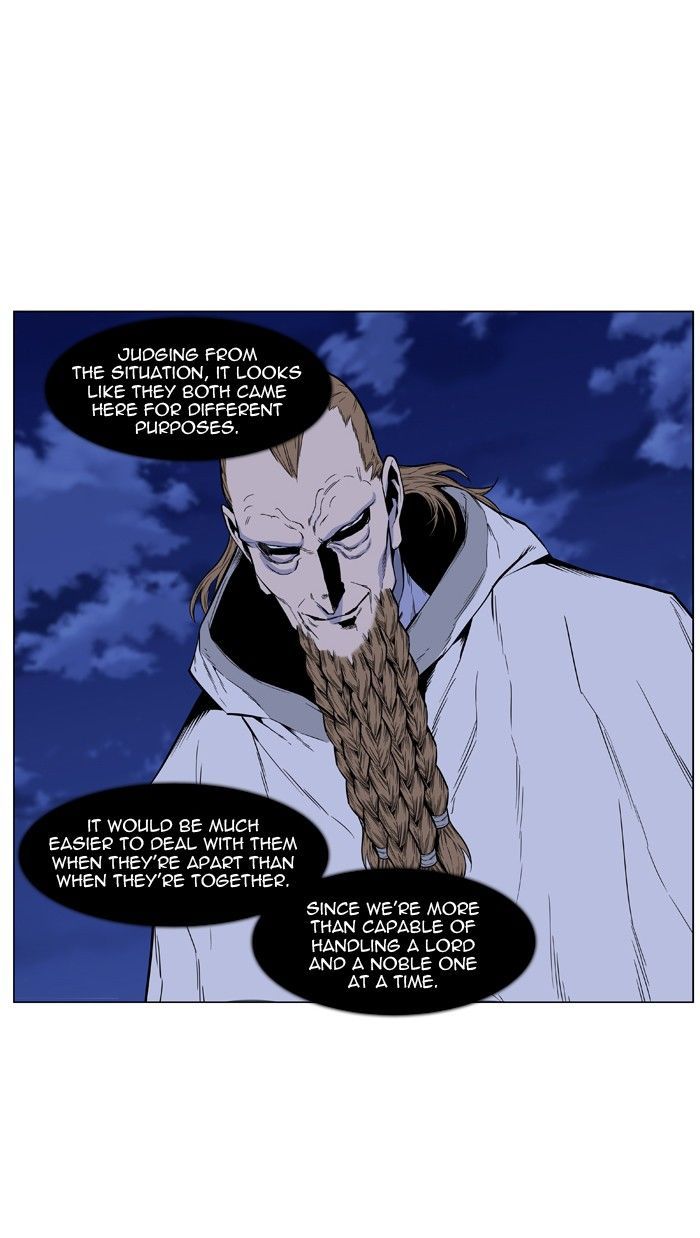 JUDGING FROM
THE SITUATION, IT LOOKS
LIKE THEY BOTH CAME
HERE FOR DIFFERENT
PURPOSES.
IT WOULD BE MUCH
EASIER TO DEAL WITH THEM
WHEN THEY'RE APART THAN
WHEN THEY'RE TOGETHER.
SINCE WE'RE MORE
THAN CAPABLE OF
HANDLING A LORD
AND A NOBLE ONE
AT A TIME.